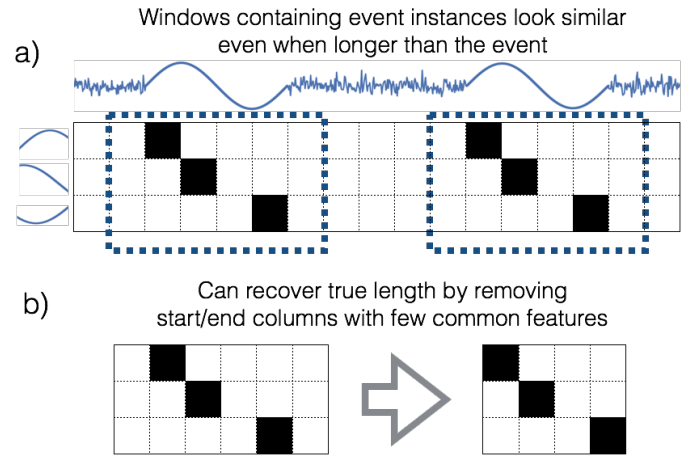 Windows containing event instances look similar
even when longer than the event
a)
b)
Can recover true length by removing
start/end columns with few common features